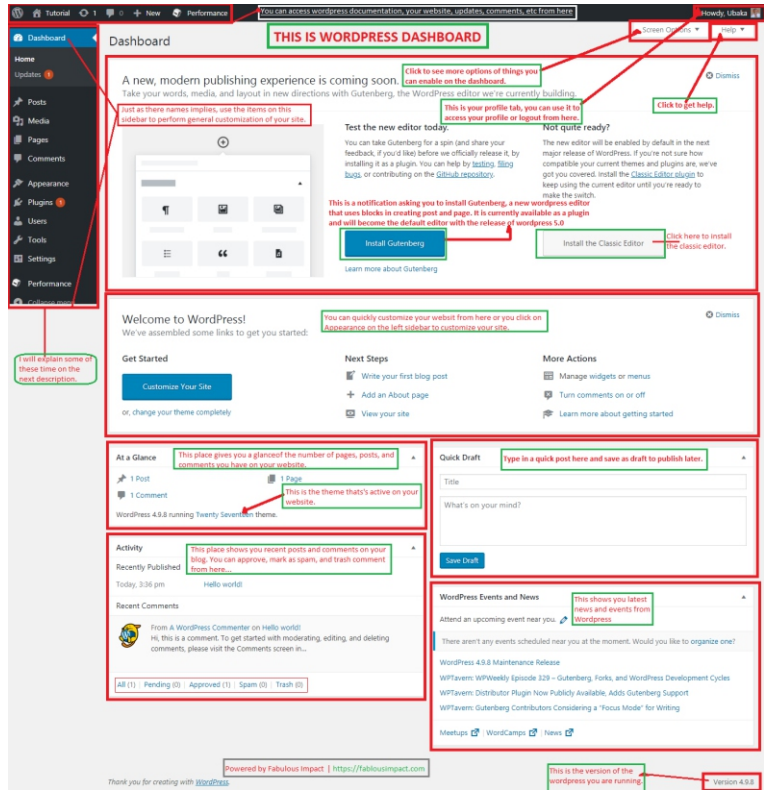 Tutorial 1 0 + New Performance
You can access wordpress documentation, your website, updates, comments, etc from here
Howdy, Ubaka
Dashboard
Home
Updates 1
Posts
Media
Pages
Comments
Appearance
Plugins 1
Users
Tools
Settings
Performance
Collapse menu
I will explain some of
these time on the
next description.
Dashboard
THIS IS WORDPRESS DASHBOARD
Screen Options ▼
Help ▼
A new, modern publishing experience is coming soon.
Take your words, media, and layout in new directions with Gutenberg, the WordPress editor we're currently building.
Click to see more options of things you
can enable on the dashboard.
Dismiss
Just as there names implies, use the items on this
sidebar to perform general customization of your site.
This is your profile tab, you can use it to
access your profile or logout from here.
Click to get help.
Test the new editor today.
You can take Gutenberg for a spin (and share your
feedback, if you'd like) before we officially release it, by
installing it as a plugin. You can help by testing, filing
bugs, or contributing on the GitHub repository.
Not quite ready?
The new editor will be enabled by default in the next
major release of WordPress. If you're not sure how
compatible your current themes and plugins are, we've
got you covered. Install the Classic Editor plugin to
keep using the current editor until you're ready to
make the switch.
This is a notification asking you to install Gutenberg, a new wordpress editor
that uses blocks in creating post and page. It is currently available as a plugin
and will become the default editor with the release of wordpress 5.0
Install Gutenberg
Learn more about Gutenberg
Install the Classic Editor
Click here to install
the classic editor.
Welcome to WordPress!
We've assembled some links to get you started:
You can quickly customize your websit from here or you click on
Appearance on the left sidebar to customize your site.
Dismiss
Get Started
Customize Your Site
or, change your theme completely
Next Steps
Write your first blog post
Add an About page
View your site
More Actions
Manage widgets or menus
Turn comments on or off
Learn more about getting started
At a Glance
This place gives you a glanceof the number of pages, posts, and
comments you have on your website.
1 Post
1 Page
1 Comment
This is the theme thats's active on your
website.
WordPress 4.9.8 running Twenty Seventeen theme.
Activity
This place shows you recent posts and comments on your
blog. You can approve, mark as spam, and trash comment
from here...
Recently Published
Today, 3:36 pm Hello world!
Recent Comments
From A WordPress Commenter on Hello world!
Hi, this is a comment. To get started with moderating, editing, and deleting
comments, please visit the Comments screen in...
All (1) | Pending (0) | Approved (1) | Spam (0) | Trash (0)
Quick Draft
Type in a quick post here and save as draft to publish later.
Title
What's on your mind?
Save Draft
WordPress Events and News
This shows you latest
news and events from
Wordpress
Attend an upcoming event near you.
There aren't any events scheduled near you at the moment. Would you like to organize one?
WordPress 4.9.8 Maintenance Release
WPTavern: WPWeekly Episode 329 – Gutenberg, Forks, and WordPress Development Cycles
WPTavern: Distributor Plugin Now Publicly Available, Adds Gutenberg Support
WPTavern: Gutenberg Contributors Considering a "Focus Mode" for Writing
Meetups | WordCamps | News
Powered by Fabulous Impact | https://fablousimpact.com
Thank you for creating with WordPress.
This is the version of the
wordpress you are running.
Version 4.9.8